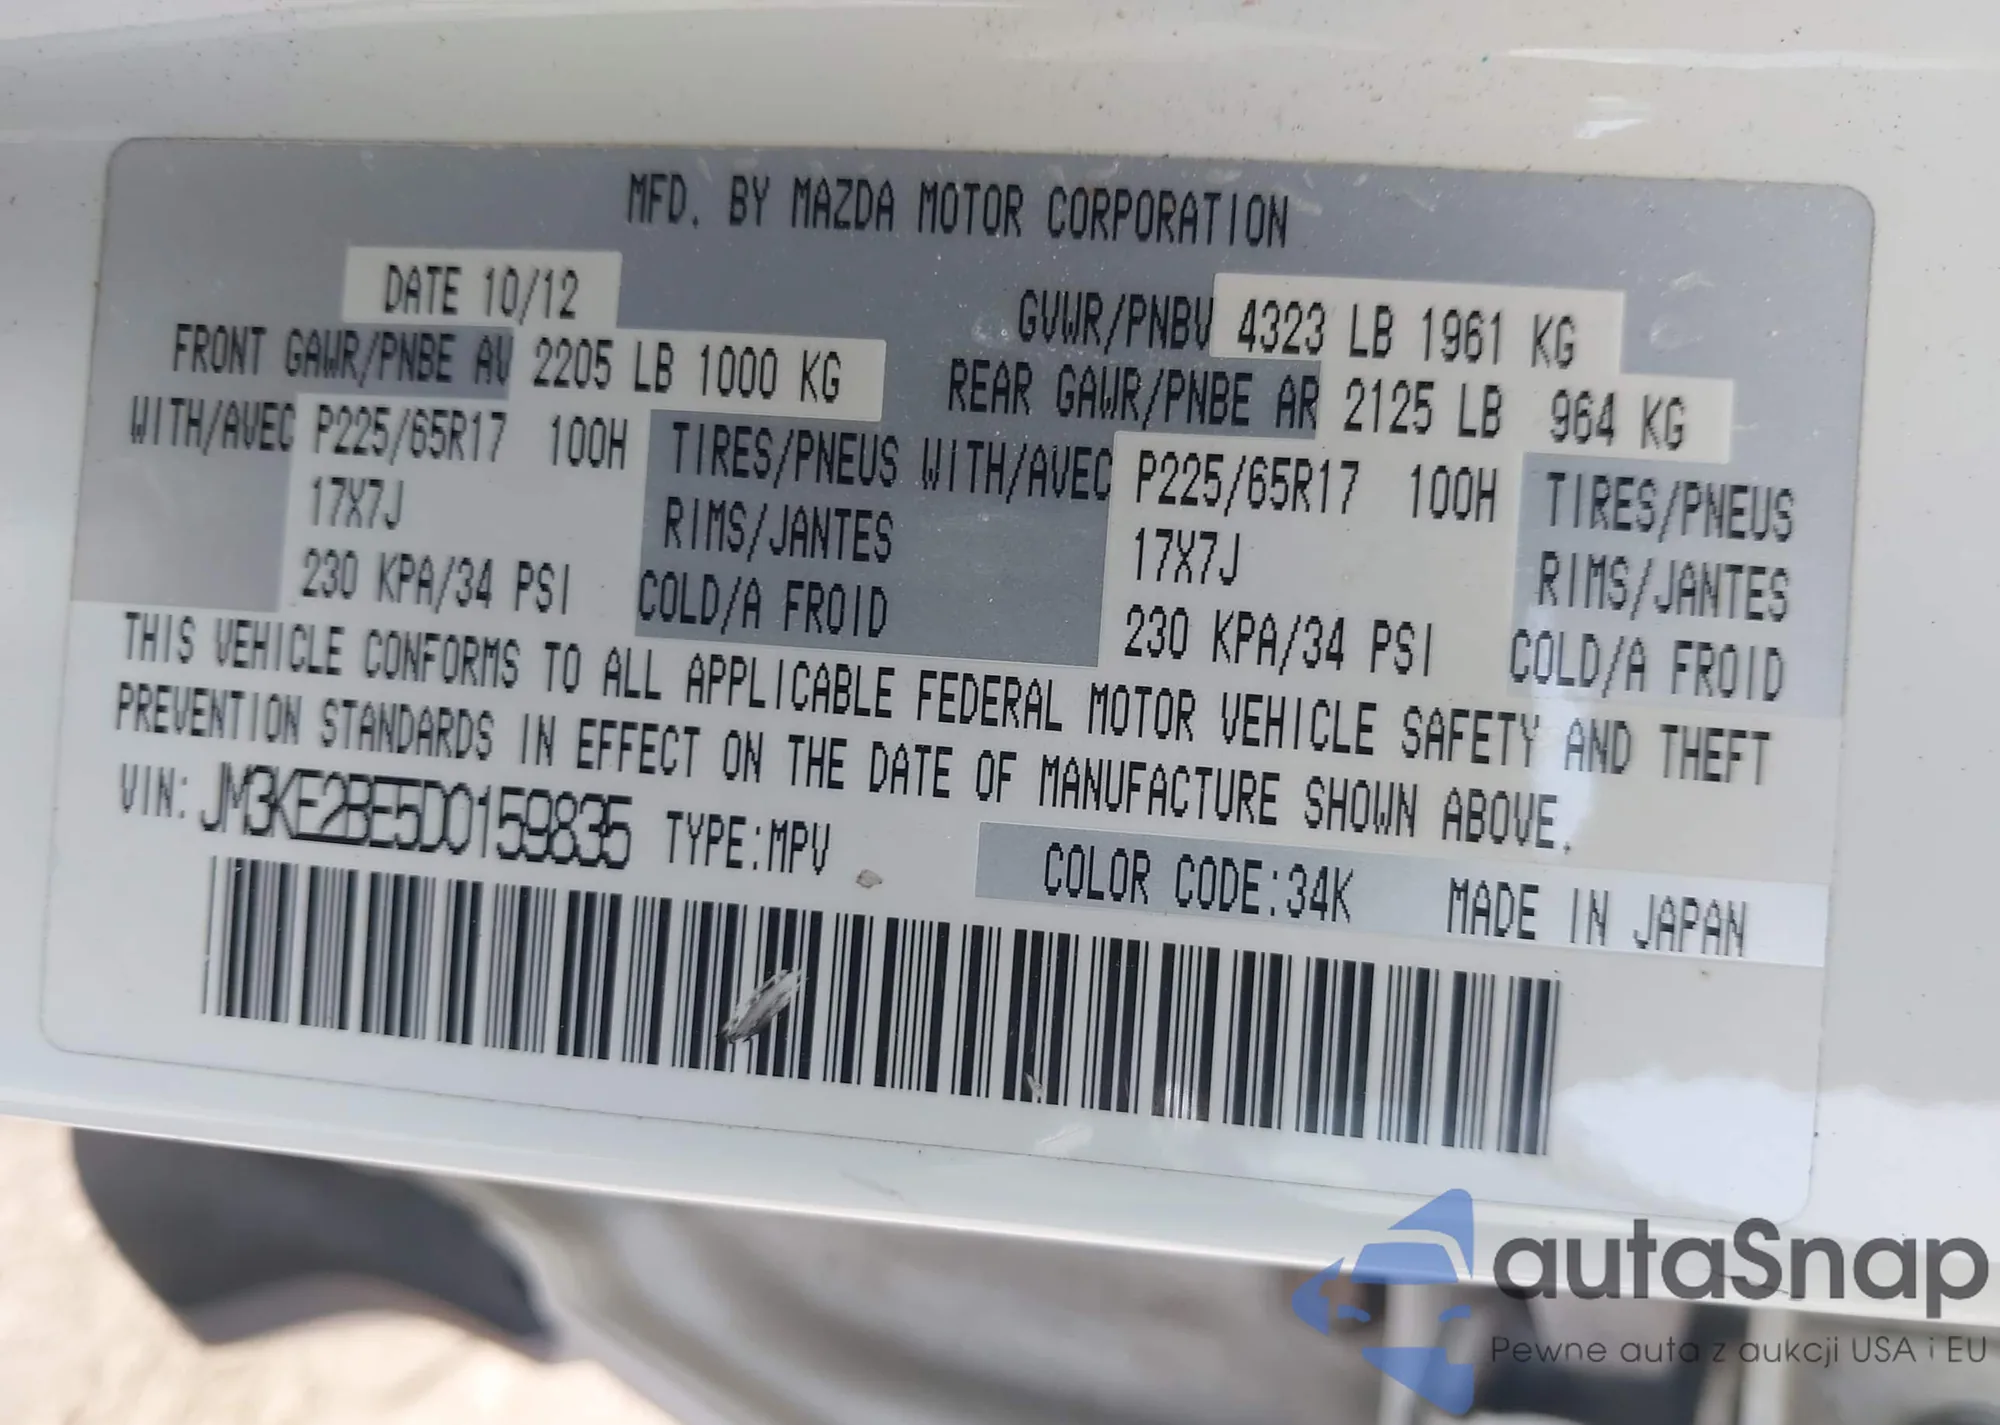 MFD. BY MAZDA MOTOR CORPORATION
DATE 10/12
GVWR/PNBV 4323 LB 1961 KG
FRONT GAWR/PNBE AV 2205 LB 1000 KG
REAR GAWR/PNBE AR 2125 LB 964 KG
WITH/AVEC P225/65R17 100H TIRES/PNEUS WITH/AVEC P225/65R17 100H TIRES/PNEUS
17X7J RIMS/JANTES 17X7J RIMS/JANTES
230 KPA/34 PSI COLD/A FROID 230 KPA/34 PSI COLD/A FROID
THIS VEHICLE CONFORMS TO ALL APPLICABLE FEDERAL MOTOR VEHICLE SAFETY AND THEFT
PREVENTION STANDARDS IN EFFECT ON THE DATE OF MANUFACTURE SHOWN ABOVE.
VIN: JM3KE2BE5D0159835 TYPE:MPV
COLOR CODE:34K MADE IN JAPAN
autaSnap
Pewne auta z aukcji USA i EU